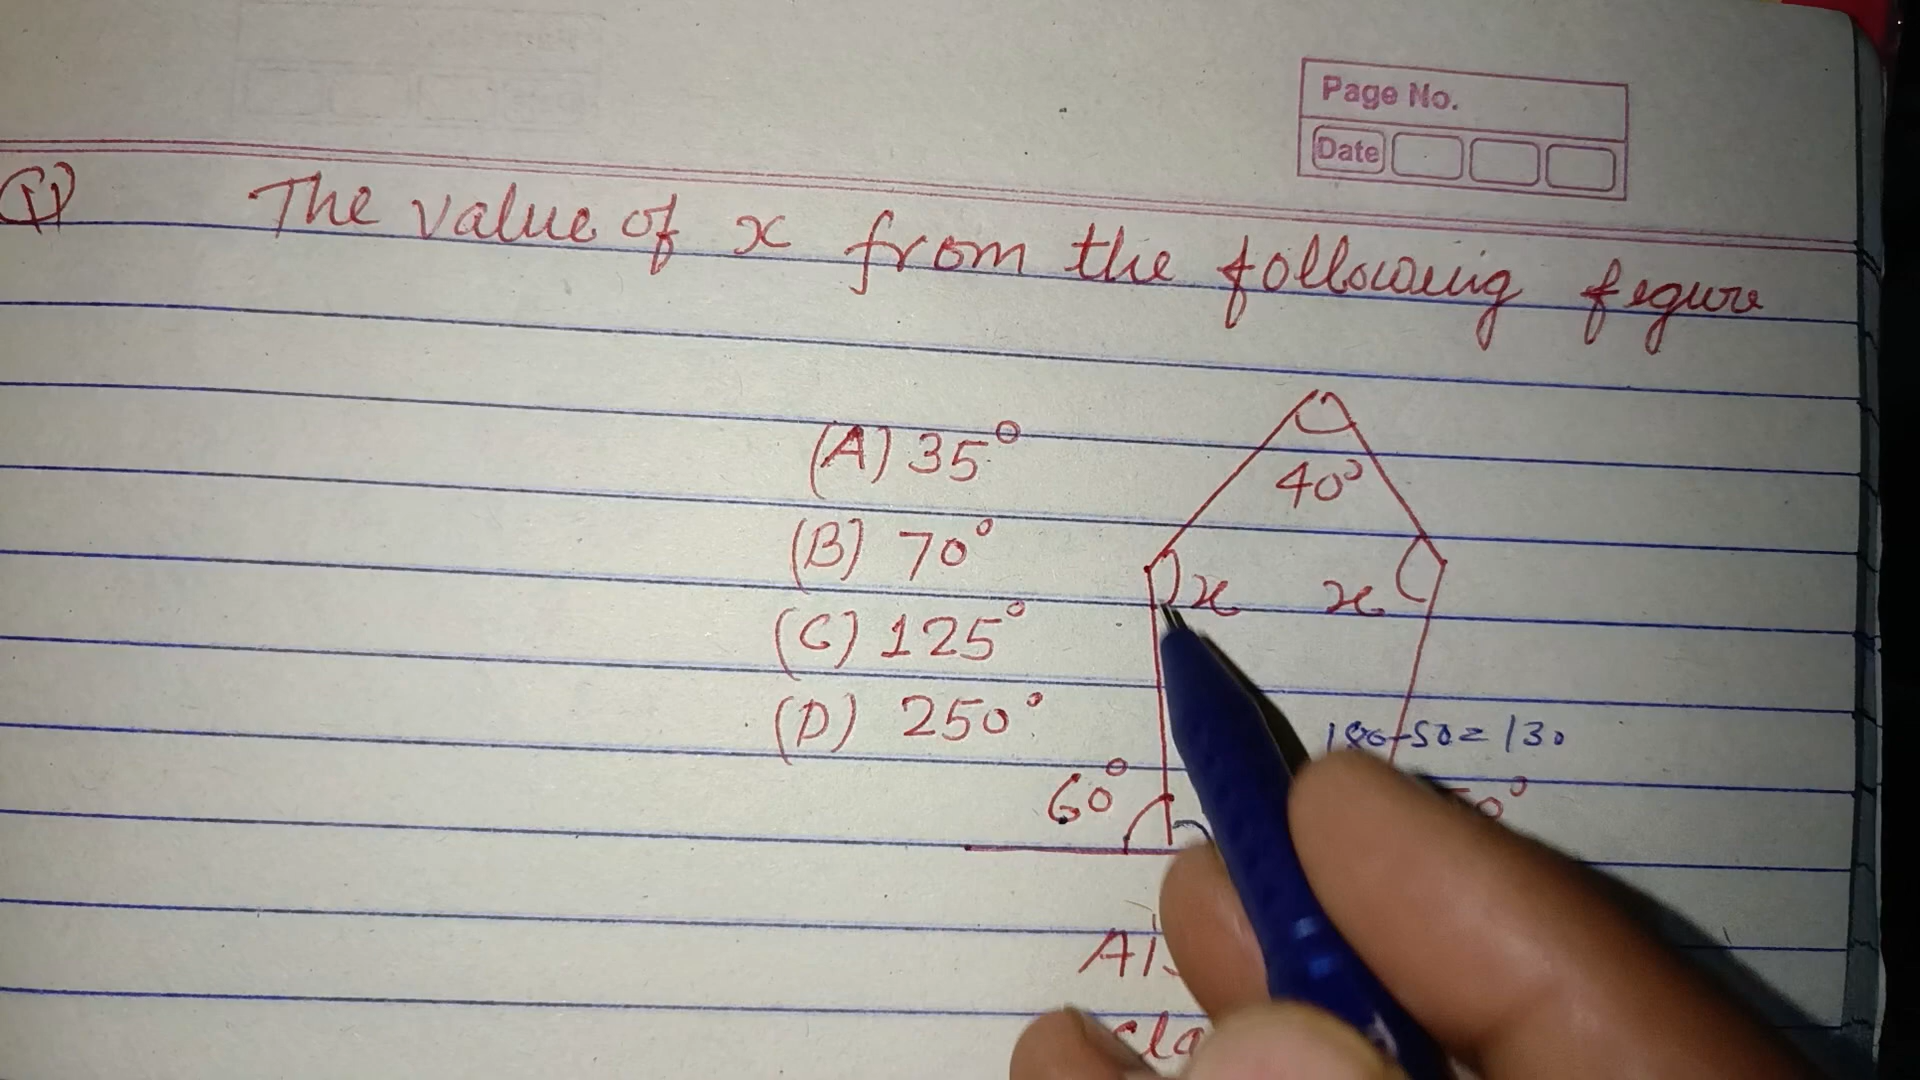 Page No.
Date
Q1) The value of x from the following figure
(A) 35°
(B) 70°
(C) 125°
(D) 250°
40°
x x
180-50=130
60°